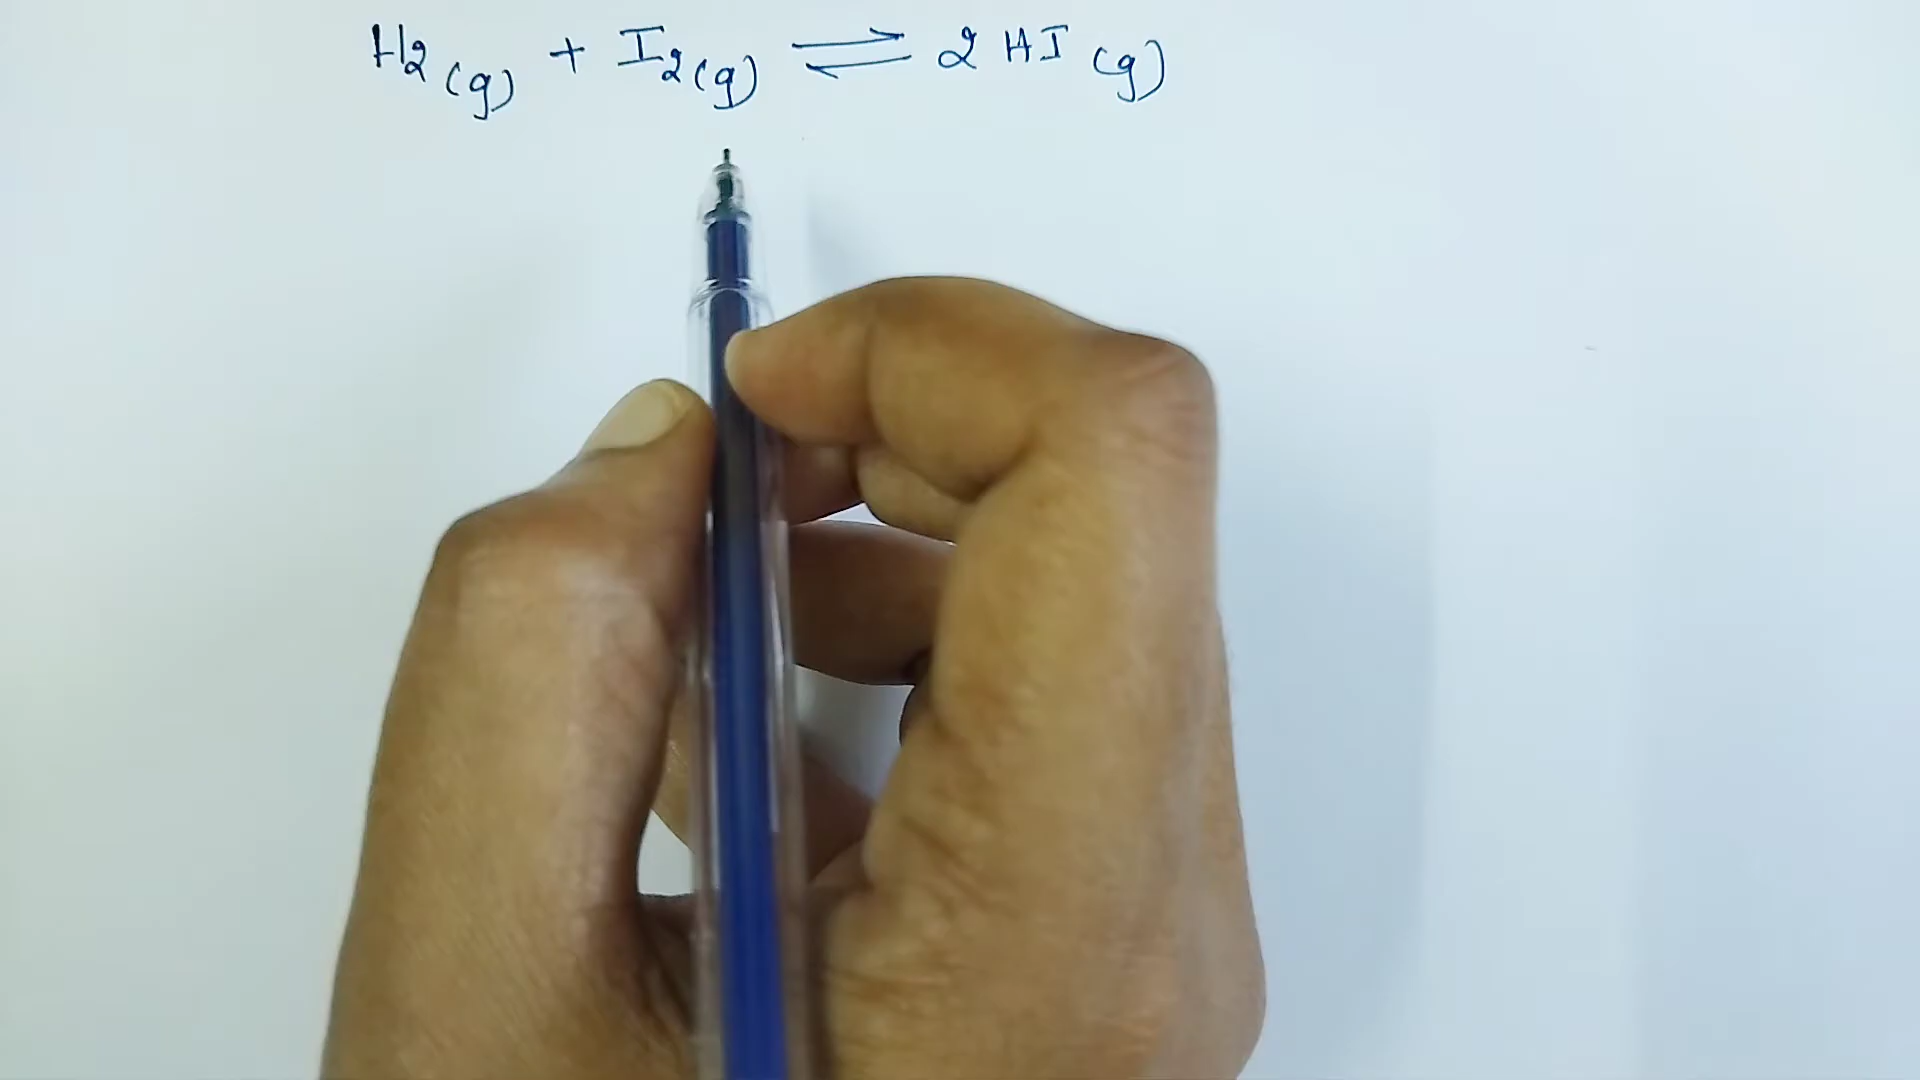 H₂(g) + I₂(g) ⇌ 2 HI (g)